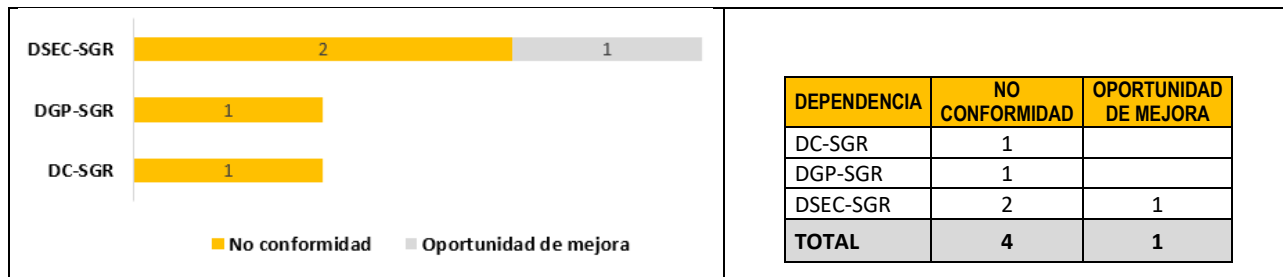 DSEC-SGR 2 1
DGP-SGR 1
DC-SGR 1
No conformidad Oportunidad de mejora
DEPENDENCIA NO CONFORMIDAD OPORTUNIDAD DE MEJORA
DC-SGR 1
DGP-SGR 1
DSEC-SGR 2 1
TOTAL 4 1